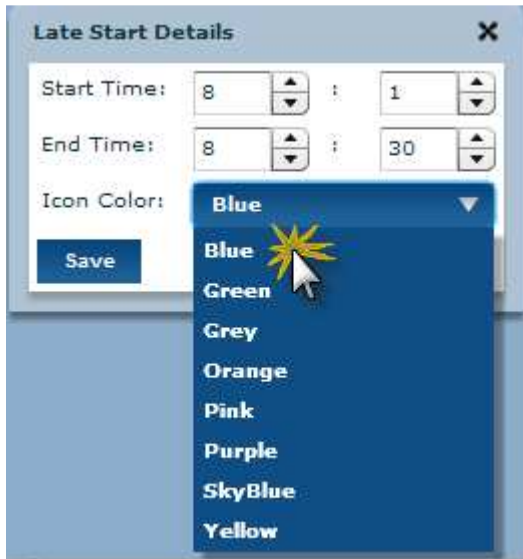 Late Start Details
Start Time: 8 : 1
End Time: 8 : 30
Icon Color: Blue
Save
Blue
Green
Grey
Orange
Pink
Purple
SkyBlue
Yellow